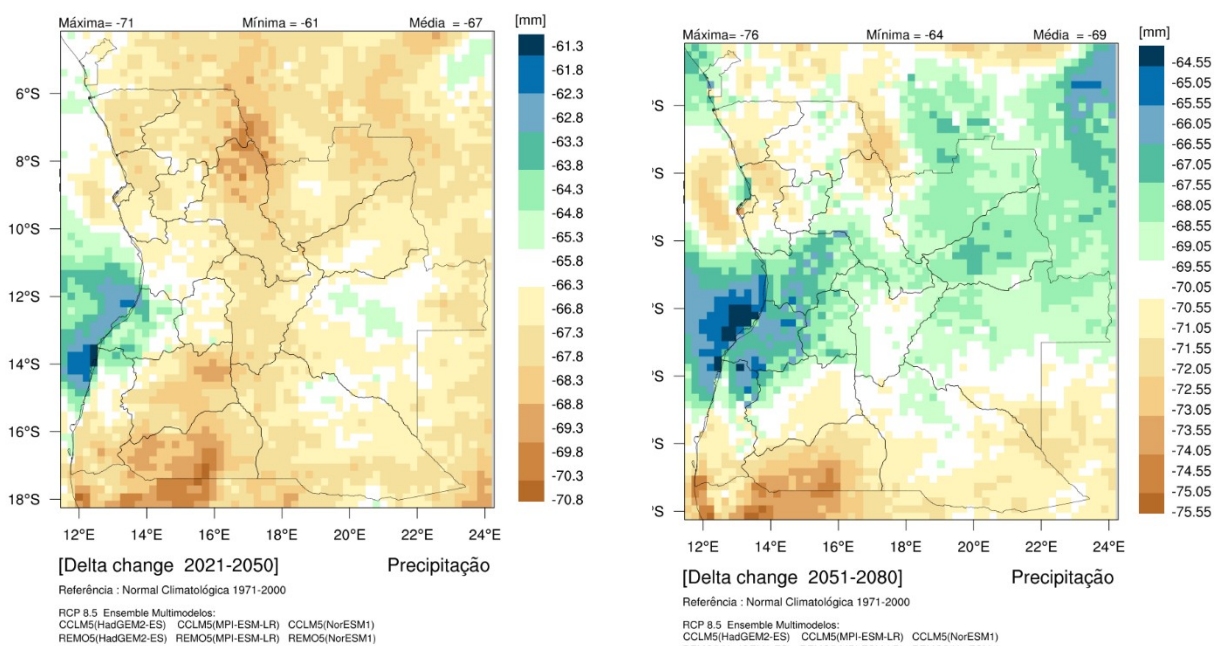 Máxima= -71 Mínima = -61 Média = -67 [mm]
-61.3
-61.8
-62.3
-62.8
-63.3
-63.8
-64.3
-64.8
-65.3
-65.8
-66.3
-66.8
-67.3
-67.8
-68.3
-68.8
-69.3
-69.8
-70.3
-70.8
6°S
8°S
10°S
12°S
14°S
16°S
18°S
12°E 14°E 16°E 18°E 20°E 22°E 24°E
[Delta change 2021-2050] Precipitação
Referência : Normal Climatológica 1971-2000
RCP 8.5 Ensemble Multimodelos:
CCLM5(HadGEM2-ES) CCLM5(MPI-ESM-LR) CCLM5(NorESM1)
REMO5(HadGEM2-ES) REMO5(MPI-ESM-LR) REMO5(NorESM1)
Máxima= -76 Mínima = -64 Média = -69 [mm]
-64.55
-65.05
-65.55
-66.05
-67.05
-67.55
-68.05
-69.05
-69.55
-70.05
-70.55
-71.05
-71.55
-72.55
-73.05
-74.05
-74.55
-75.05
-75.55
°S
°S
°S
°S
°S
°S
°S
12°E 14°E 16°E 18°E 20°E 22°E 24°E
[Delta change 2051-2080] Precipitação
Referência : Normal Climatológica 1971-2000
RCP 8.5 Ensemble Multimodelos:
CCLM5(HadGEM2-ES) CCLM5(MPI-ESM-LR) CCLM5(NorESM1)